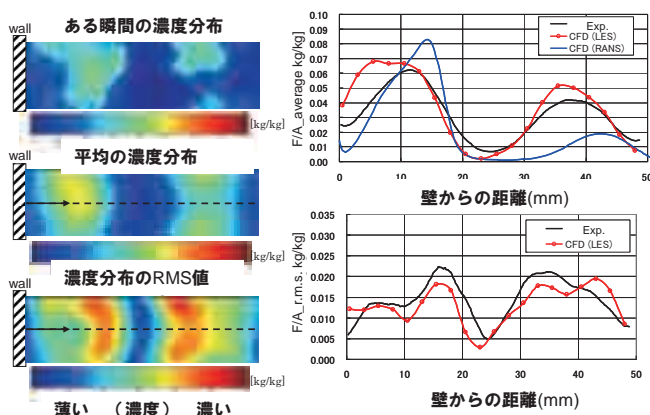 ある瞬間の濃度分布
wall
[kg/kg]
平均の濃度分布
wall
[kg/kg]
濃度分布のRMS値
wall
[kg/kg]
薄い (濃度) 濃い
F/A_average kg/kg]
0.10
0.09
0.08
0.07
0.06
0.05
0.04
0.03
0.02
0.01
0.00
Exp.
CFD (LES)
CFD (RANS)
0 10 20 30 40 50
壁からの距離(mm)
F/A_r.m.s. kg/kg]
0.035
0.030
0.025
0.020
0.015
0.010
0.005
0.000
Exp.
CFD (LES)
0 10 20 30 40 50
壁からの距離(mm)